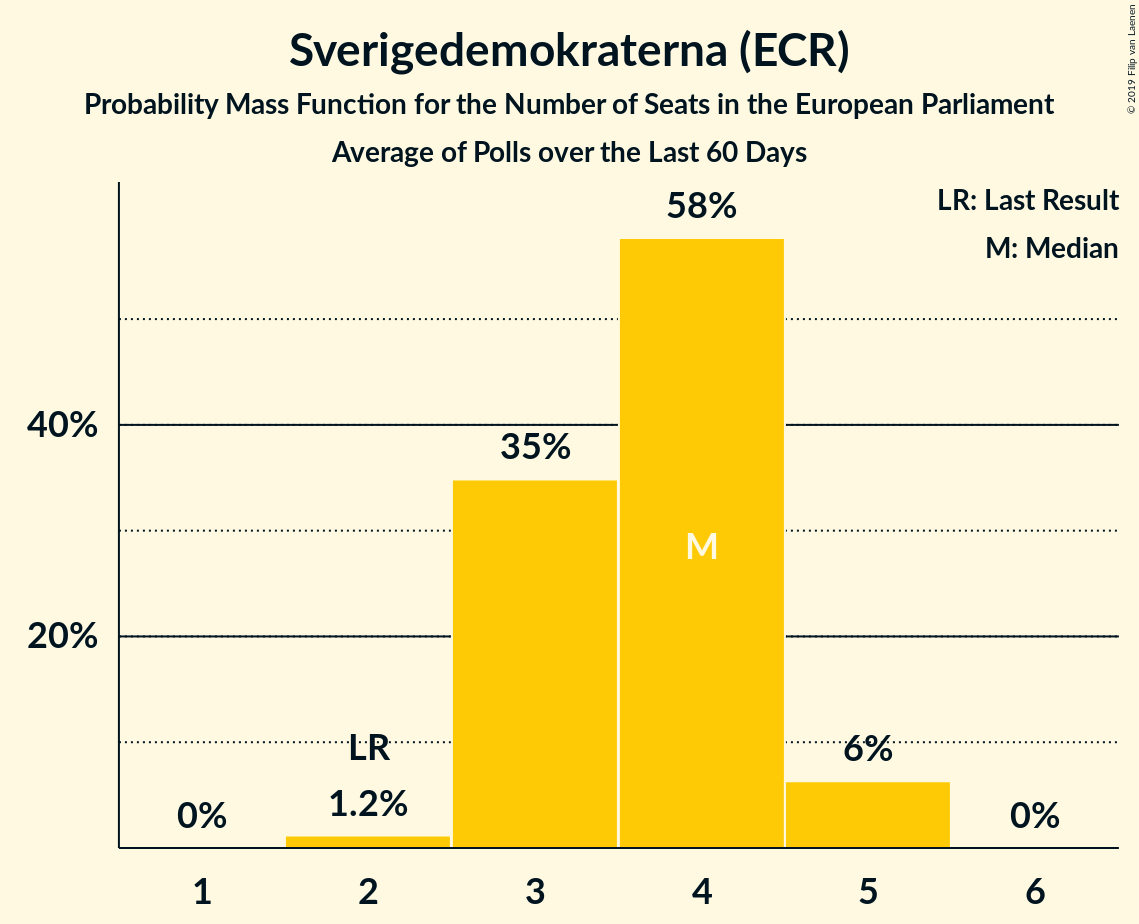 Sverigedemokraterna (ECR)
Probability Mass Function for the Number of Seats in the European Parliament
Average of Polls over the Last 60 Days
© 2019 Filip van Laenen
LR: Last Result
M: Median
58%
40%
35%
M
20%
LR
6%
1.2%
0%
0%
1 2 3 4 5 6